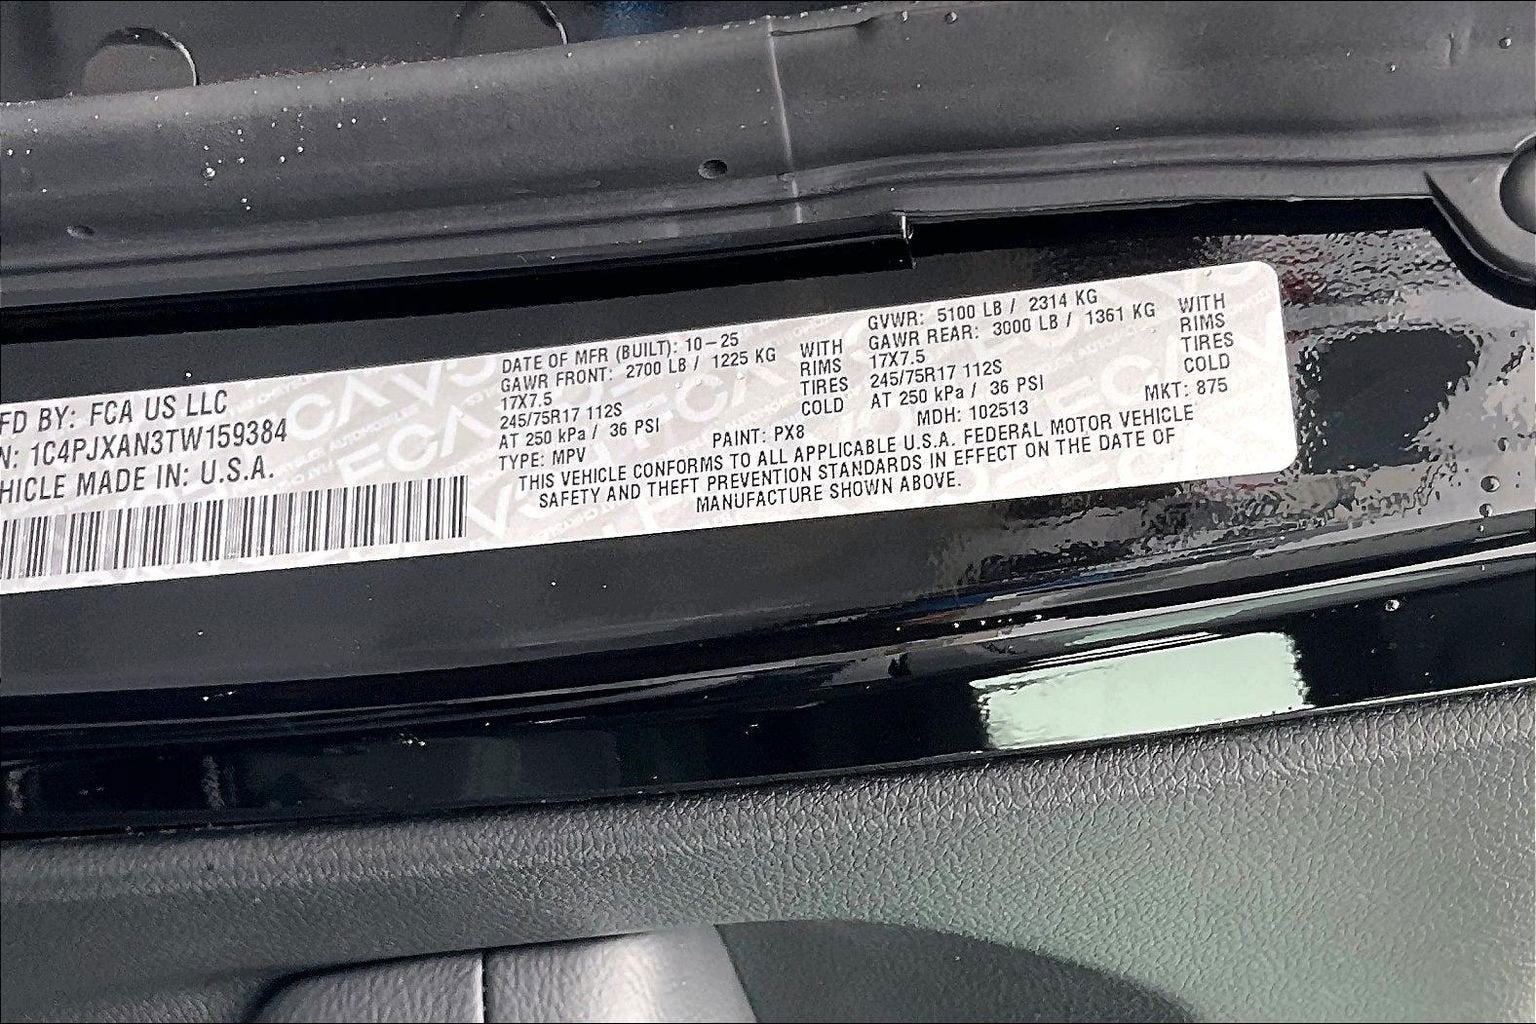 FD BY: FCA US LLC
N: 1C4PJXAN3TW159384
HICLE MADE IN: U.S.A.
DATE OF MFR (BUILT): 10-25
GAWR FRONT: 2700 LB / 1225 KG
17X7.5
245/75R17 112S
AT 250 kPa / 36 PSI
TYPE: MPV
WITH
RIMS
TIRES
COLD
GVWR: 5100 LB / 2314 KG
GAWR REAR: 3000 LB / 1361 KG
17X7.5
245/75R17 112S
AT 250 kPa / 36 PSI
WITH
RIMS
TIRES
COLD
PAINT: PX8
MDH: 102513
MKT: 875
THIS VEHICLE CONFORMS TO ALL APPLICABLE U.S.A. FEDERAL MOTOR VEHICLE
SAFETY AND THEFT PREVENTION STANDARDS IN EFFECT ON THE DATE OF
MANUFACTURE SHOWN ABOVE.